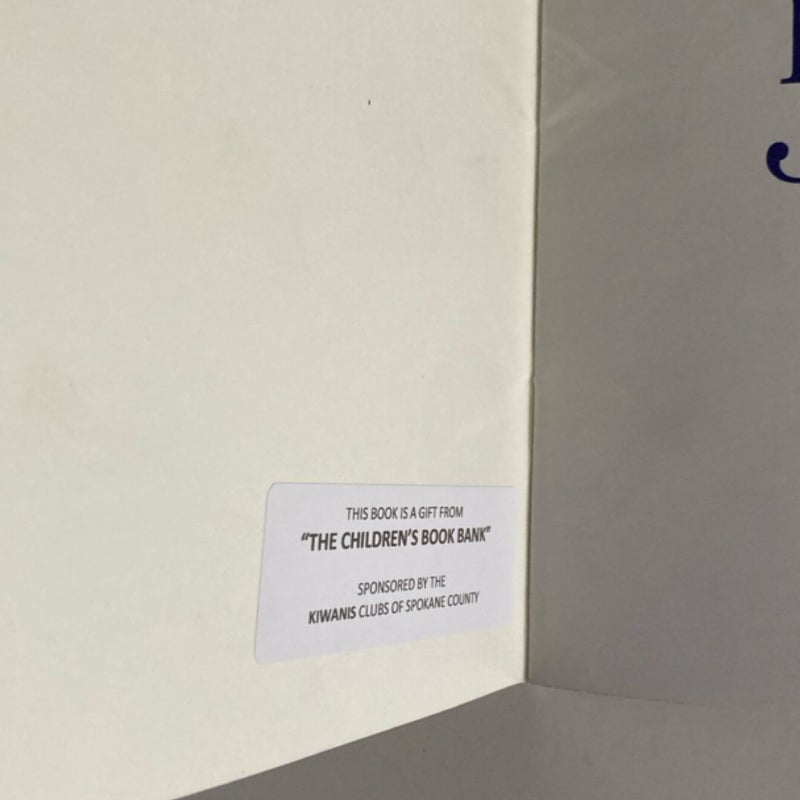 THIS BOOK IS A GIFT FROM
"THE CHILDREN'S BOOK BANK"
SPONSORED BY THE
KIWANIS CLUBS OF SPOKANE COUNTY